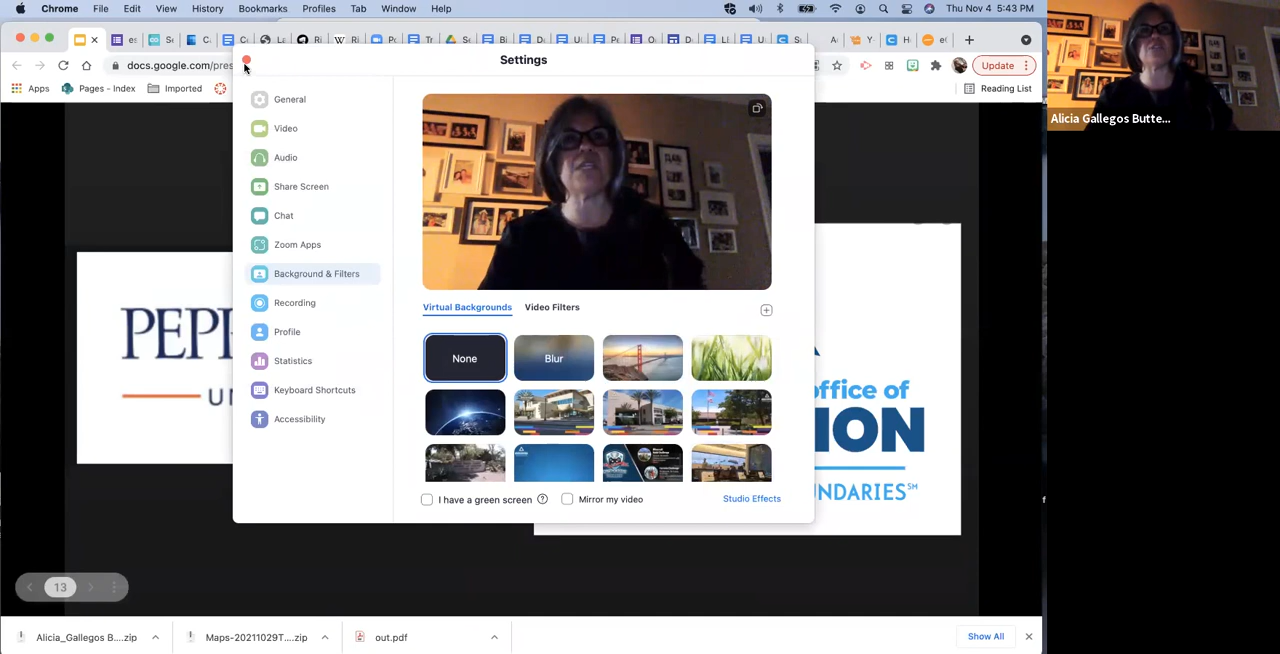 Chrome File Edit View History Bookmarks Profiles Tab Window Help
Thu Nov 4 5:43 PM
docs.google.com/pres
Update
Apps Pages - Index Imported
Reading List
Settings
General
Video
Audio
Share Screen
Chat
Zoom Apps
Background & Filters
Recording
Profile
Statistics
Keyboard Shortcuts
Accessibility
Virtual Backgrounds Video Filters
None Blur
I have a green screen Mirror my video Studio Effects
PEP
U
office of
ION
NDARIES℠
13
Alicia_Gallegos B....zip
Maps-20211029T....zip
out.pdf
Show All
Alicia Gallegos Butte...